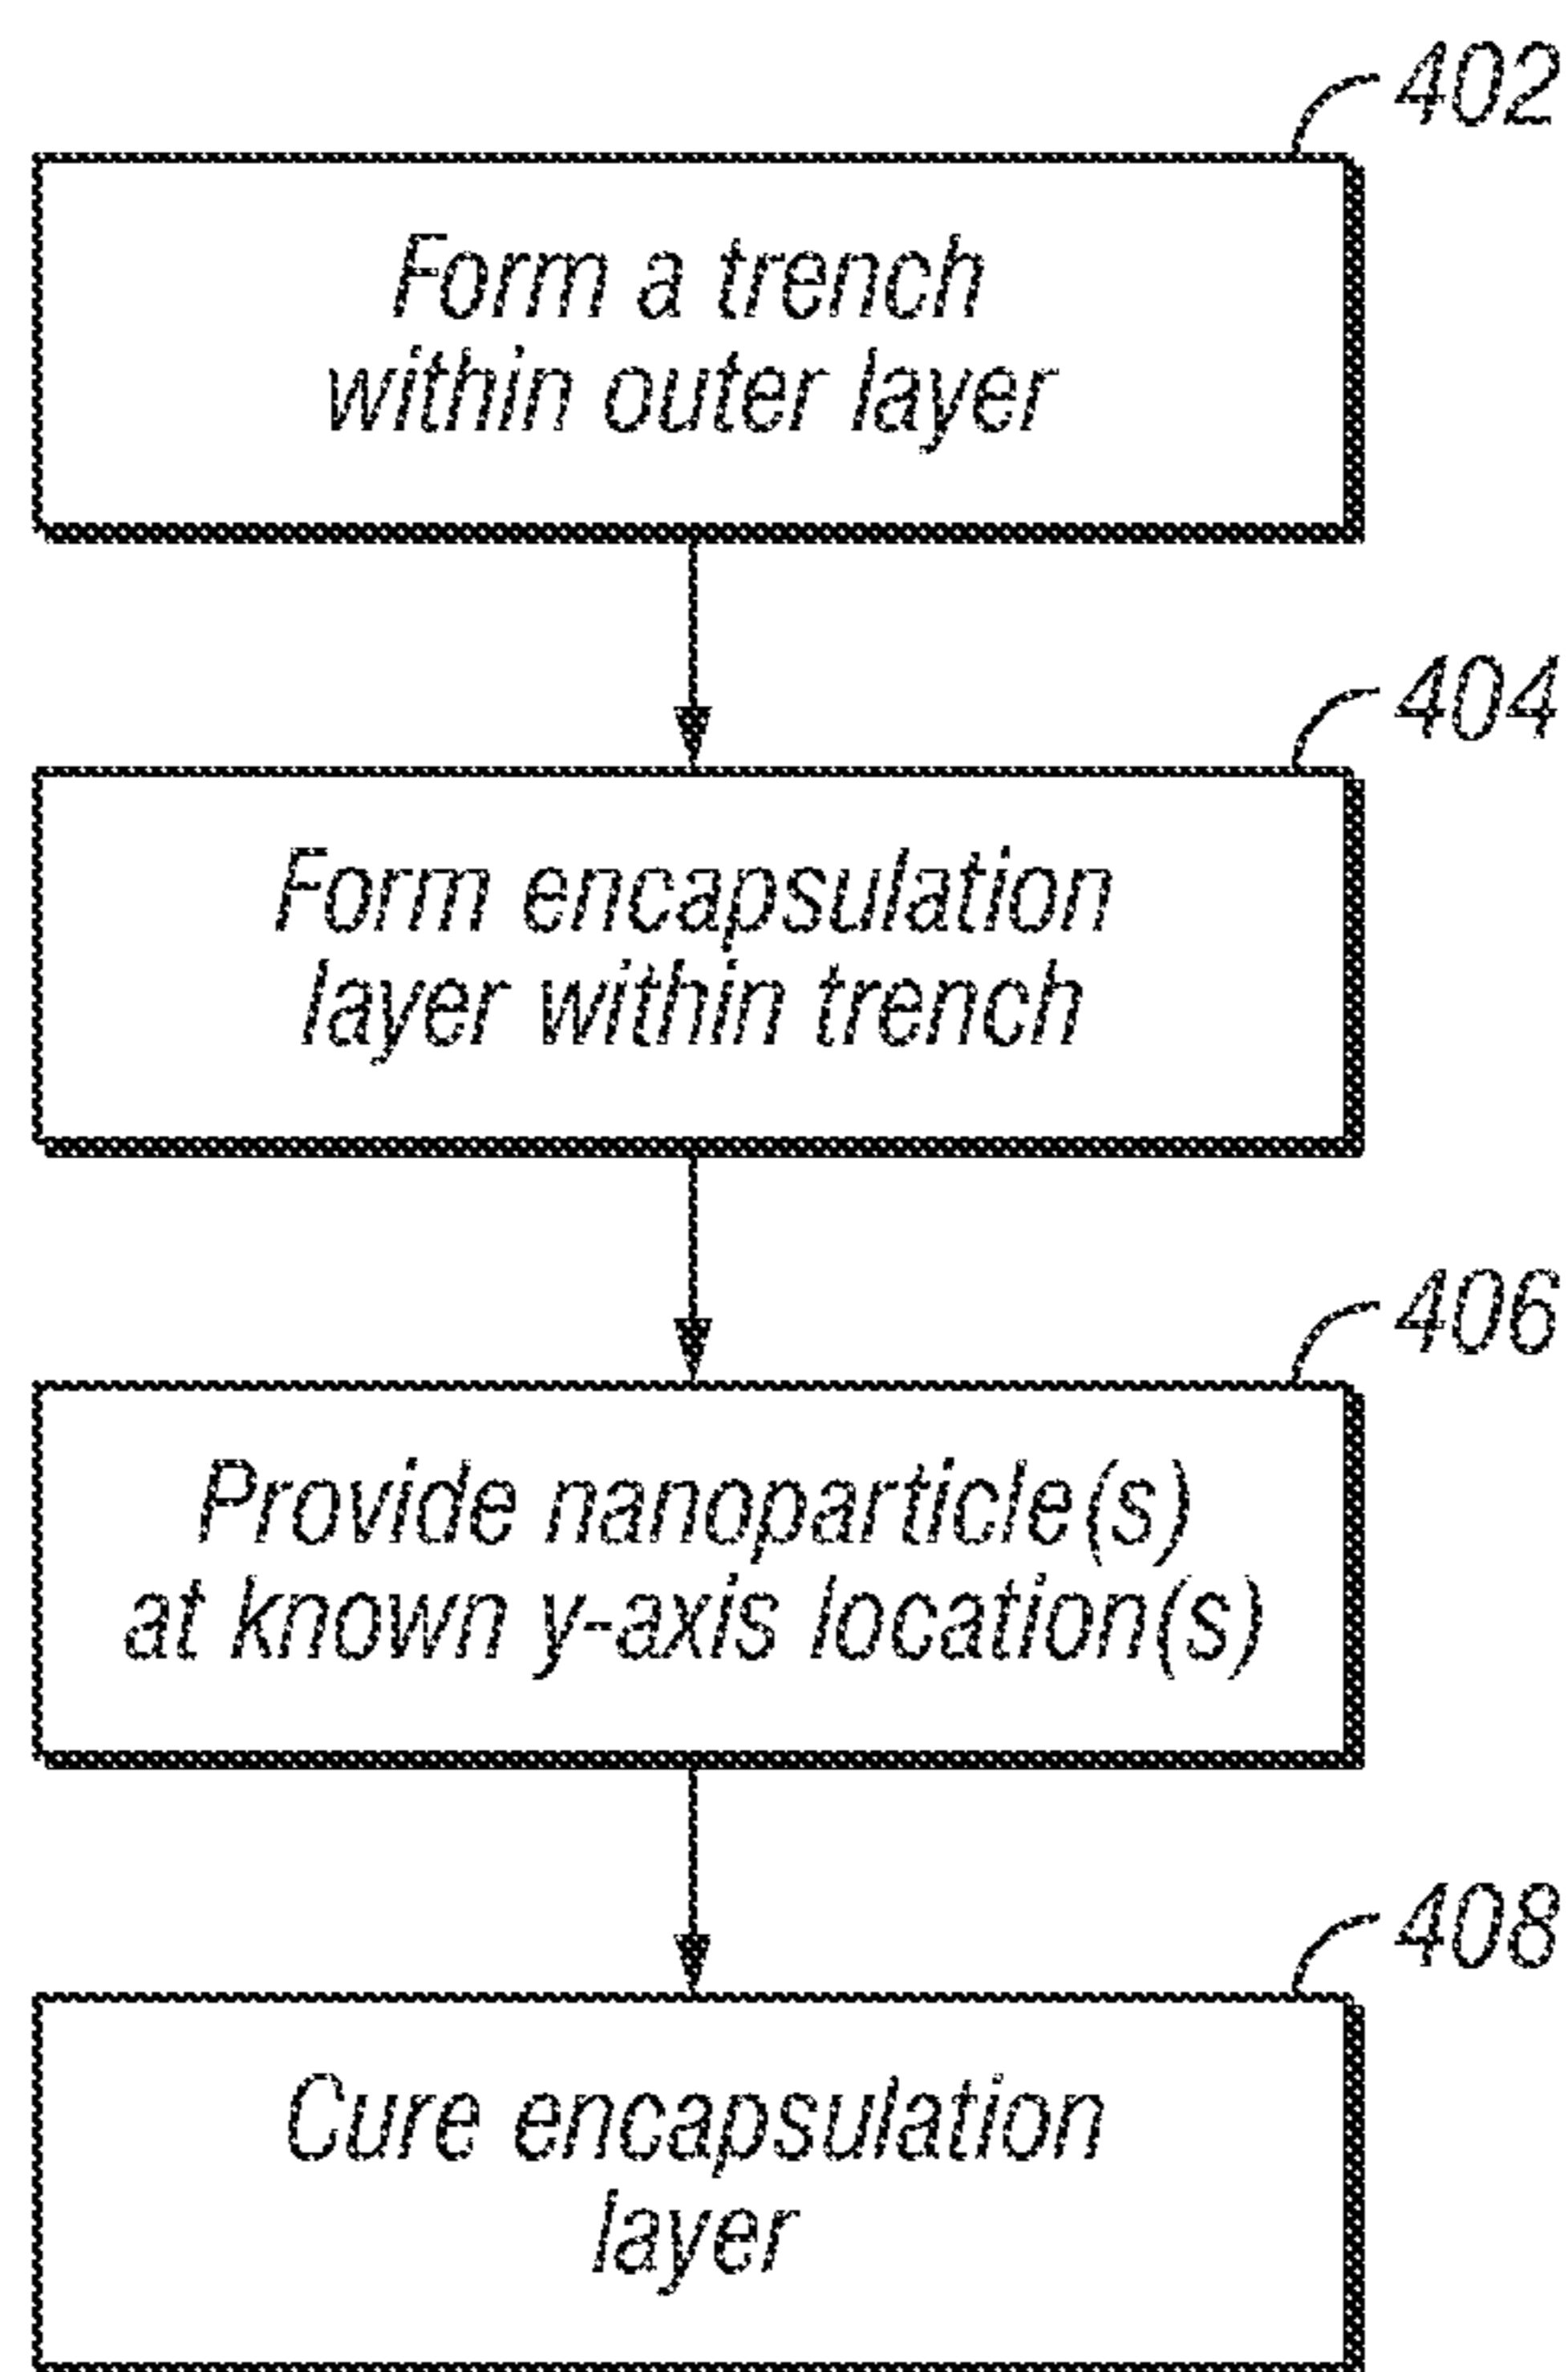 402
Form a trench
within outer layer
404
Form encapsulation
layer within trench
406
Provide nanoparticle(s)
at known y-axis location(s)
408
Cure encapsulation
layer